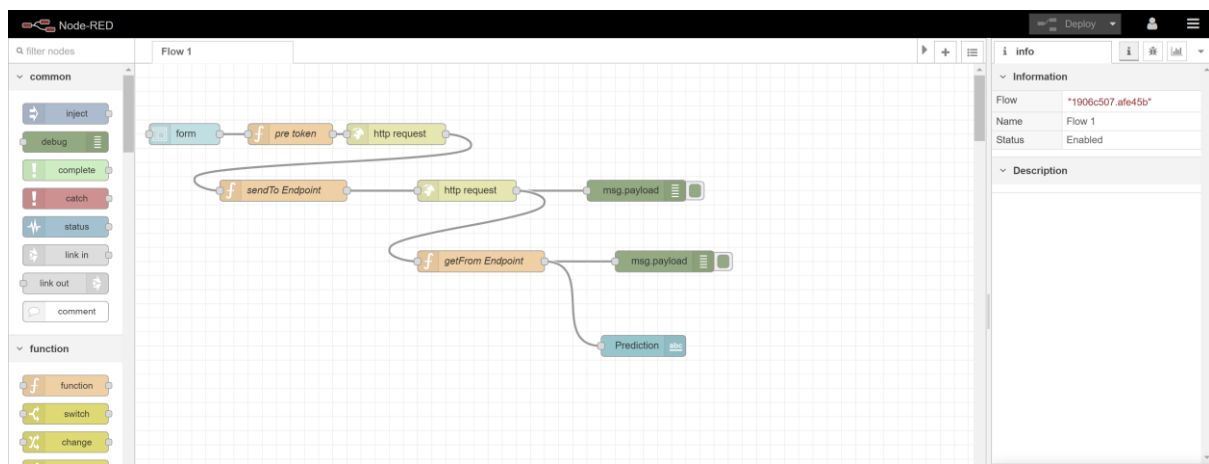 Node-RED
Deploy
filter nodes
Flow 1
i info
i
common
Information
inject
Flow "1906c507.afe45b"
debug
form
pre token
http request
Name Flow 1
Status Enabled
complete
Description
catch
sendTo Endpoint
http request
msg.payload
status
link in
getFrom Endpoint
msg.payload
link out
comment
Prediction
abc
function
function
switch
change